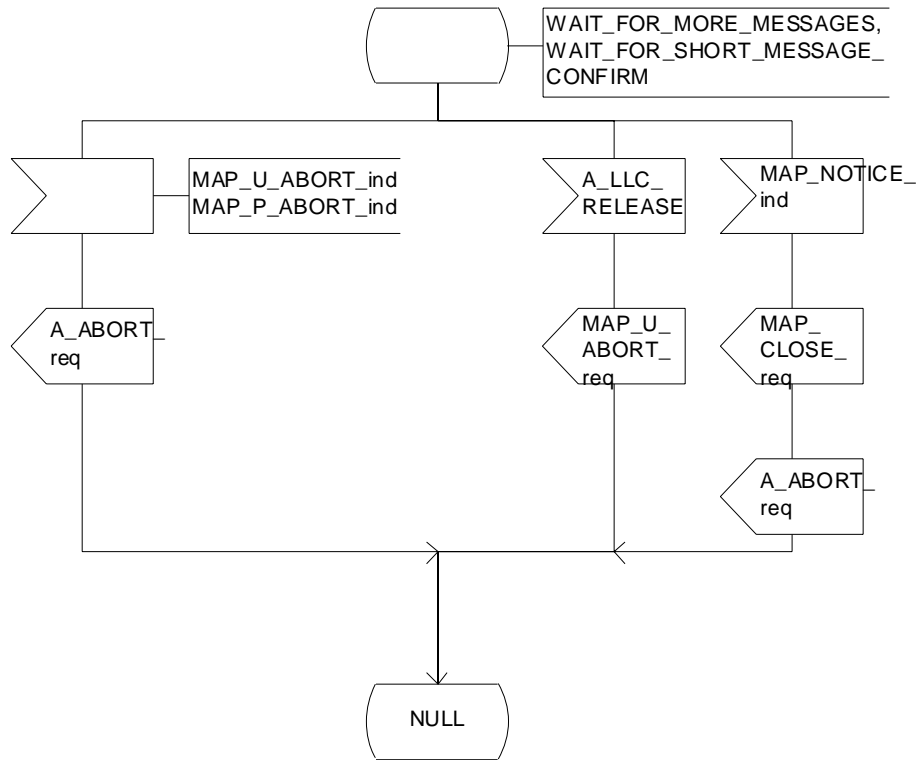 WAIT_FOR_MORE_MESSAGES,
WAIT_FOR_SHORT_MESSAGE_
CONFIRM
MAP_U_ABORT_ind
MAP_P_ABORT_ind
A_LLC_
RELEASE
MAP_NOTICE_
ind
A_ABORT_
req
MAP_U_
ABORT_
req
MAP_
CLOSE_
req
A_ABORT_
req
NULL